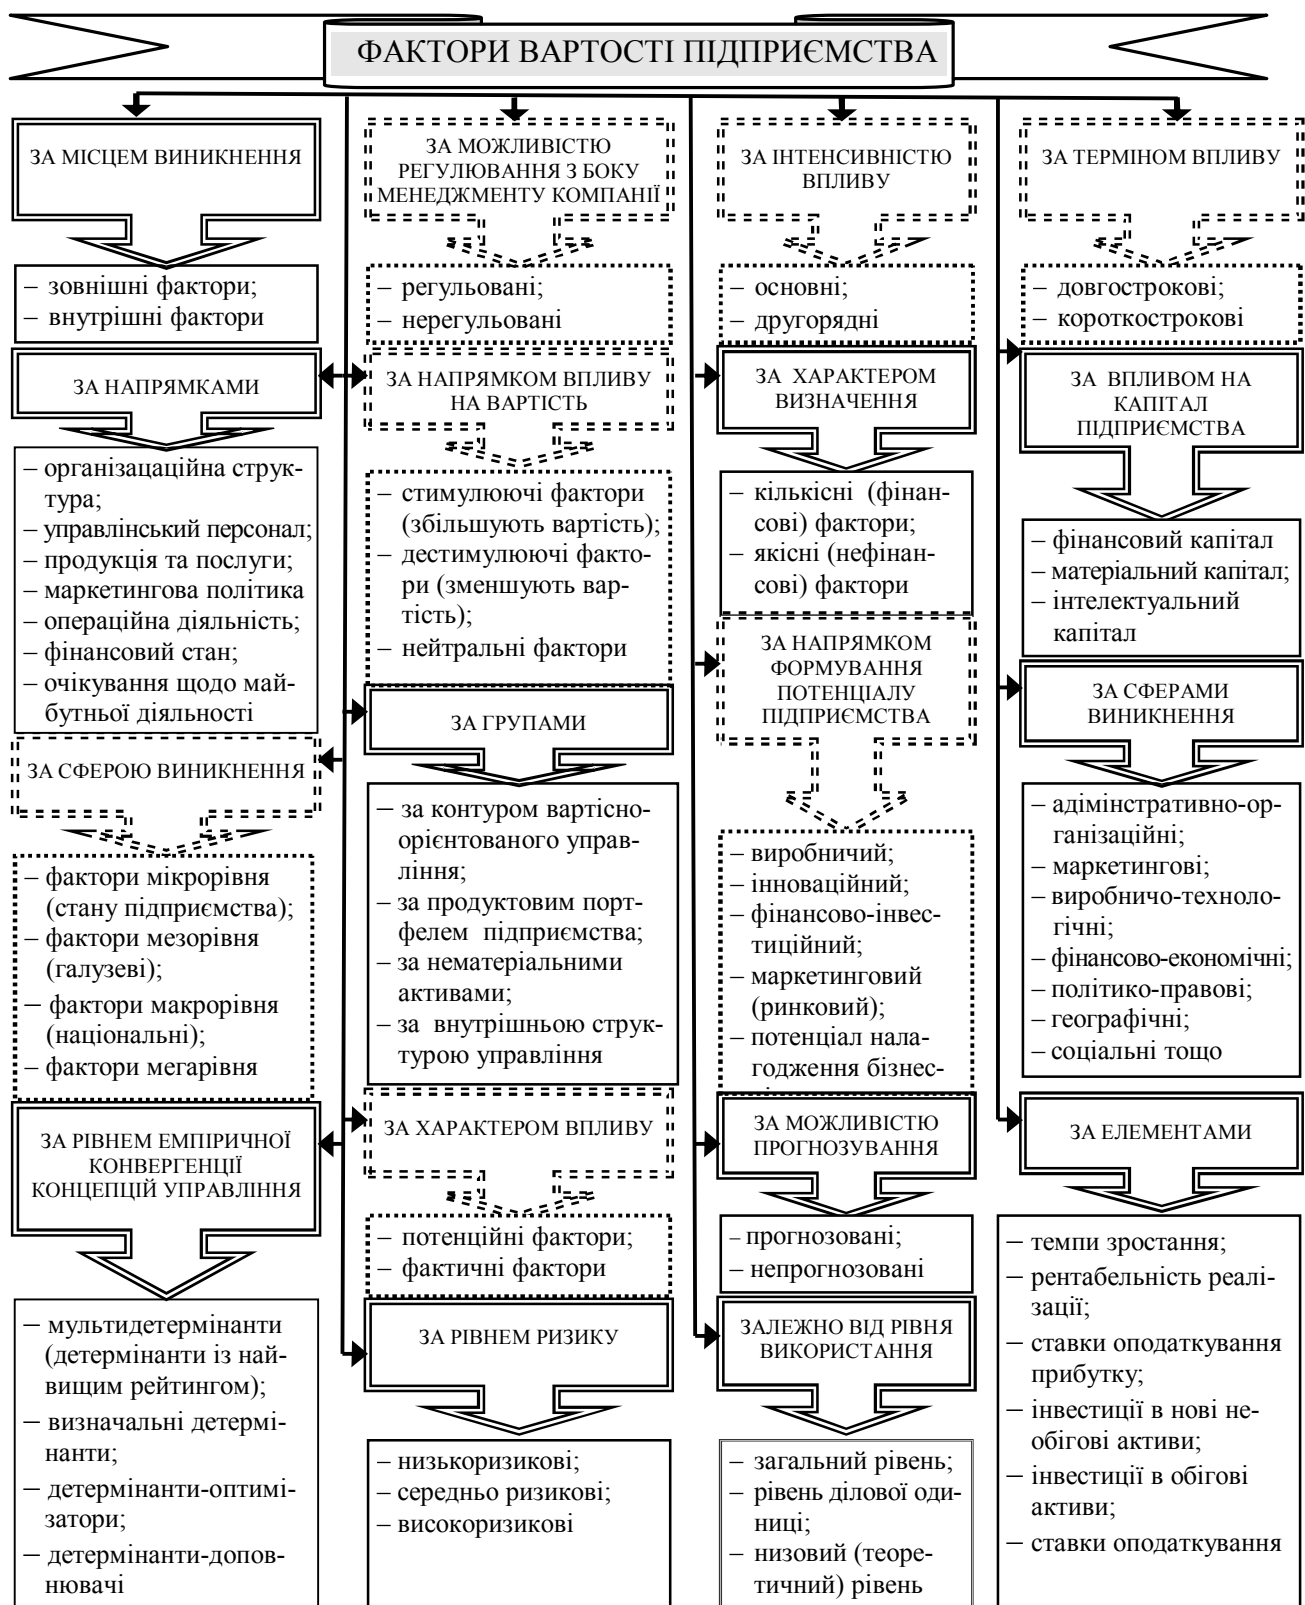 ФАКТОРИ ВАРТОСТІ ПІДПРИЄМСТВА
ЗА МІСЦЕМ ВИНИКНЕННЯ
– зовнішні фактори;
– внутрішні фактори
ЗА НАПРЯМКАМИ
– організацаційна струк-
тура;
– управлінський персонал;
– продукція та послуги;
– маркетингова політика
– операційна діяльність;
– фінансовий стан;
– очікування щодо май-
бутньої діяльності
ЗА СФЕРОЮ ВИНИКНЕННЯ
– фактори мікрорівня
(стану підприємства);
– фактори мезорівня
(галузеві);
– фактори макрорівня
(національні);
– фактори мегарівня
ЗА РІВНЕМ ЕМПІРИЧНОЇ
КОНВЕРГЕНЦІЇ
КОНЦЕПЦІЙ УПРАВЛІННЯ
– мультидетермінанти
(детермінанти із най-
вищим рейтингом);
– визначальні детермі-
нанти;
– детермінанти-оптимі-
затори;
– детермінанти-допов-
нювачі
ЗА МОЖЛИВІСТЮ
РЕГУЛЮВАННЯ З БОКУ
МЕНЕДЖМЕНТУ КОМПАНІЇ
– регульовані;
– нерегульовані
ЗА НАПРЯМКОМ ВПЛИВУ
НА ВАРТІСТЬ
– стимулюючі фактори
(збільшують вартість);
– дестимулюючі факто-
ри (зменшують вар-
тість);
– нейтральні фактори
ЗА ГРУПАМИ
– за контуром вартісно-
орієнтованого управ-
ління;
– за продуктовим порт-
фелем підприємства;
– за нематеріальними
активами;
– за внутрішньою струк-
турою управління
ЗА ХАРАКТЕРОМ ВПЛИВУ
– потенційні фактори;
– фактичні фактори
ЗА РІВНЕМ РИЗИКУ
– низькоризикові;
– середньо ризикові;
– високоризикові
ЗА ІНТЕНСИВНІСТЮ
ВПЛИВУ
– основні;
– другорядні
ЗА ХАРАКТЕРОМ
ВИЗНАЧЕННЯ
– кількісні (фінан-
сові) фактори;
– якісні (нефінан-
сові) фактори
ЗА НАПРЯМКОМ
ФОРМУВАННЯ
ПОТЕНЦІАЛУ
ПІДПРИЄМСТВА
– виробничий;
– інноваційний;
– фінансово-інвес-
тиційний;
– маркетинговий
(ринковий);
– потенціал нала-
годження бізнес-
ЗА МОЖЛИВІСТЮ
ПРОГНОЗУВАННЯ
– прогнозовані;
– непрогнозовані
ЗАЛЕЖНО ВІД РІВНЯ
ВИКОРИСТАННЯ
– загальний рівень;
– рівень ділової оди-
ниці;
– низовий (теоре-
тичний) рівень
ЗА ТЕРМІНОМ ВПЛИВУ
– довгострокові;
– короткострокові
ЗА ВПЛИВОМ НА
КАПІТАЛ
ПІДПРИЄМСТВА
– фінансовий капітал
– матеріальний капітал;
– інтелектуальний
капітал
ЗА СФЕРАМИ
ВИНИКНЕННЯ
– адімінстративно-ор-
ганізаційні;
– маркетингові;
– виробничо-техноло-
гічні;
– фінансово-економічні;
– політико-правові;
– географічні;
– соціальні тощо
ЗА ЕЛЕМЕНТАМИ
– темпи зростання;
– рентабельність реалі-
зації;
– ставки оподаткування
прибутку;
– інвестиції в нові не-
обігові активи;
– інвестиції в обігові
активи;
– ставки оподаткування